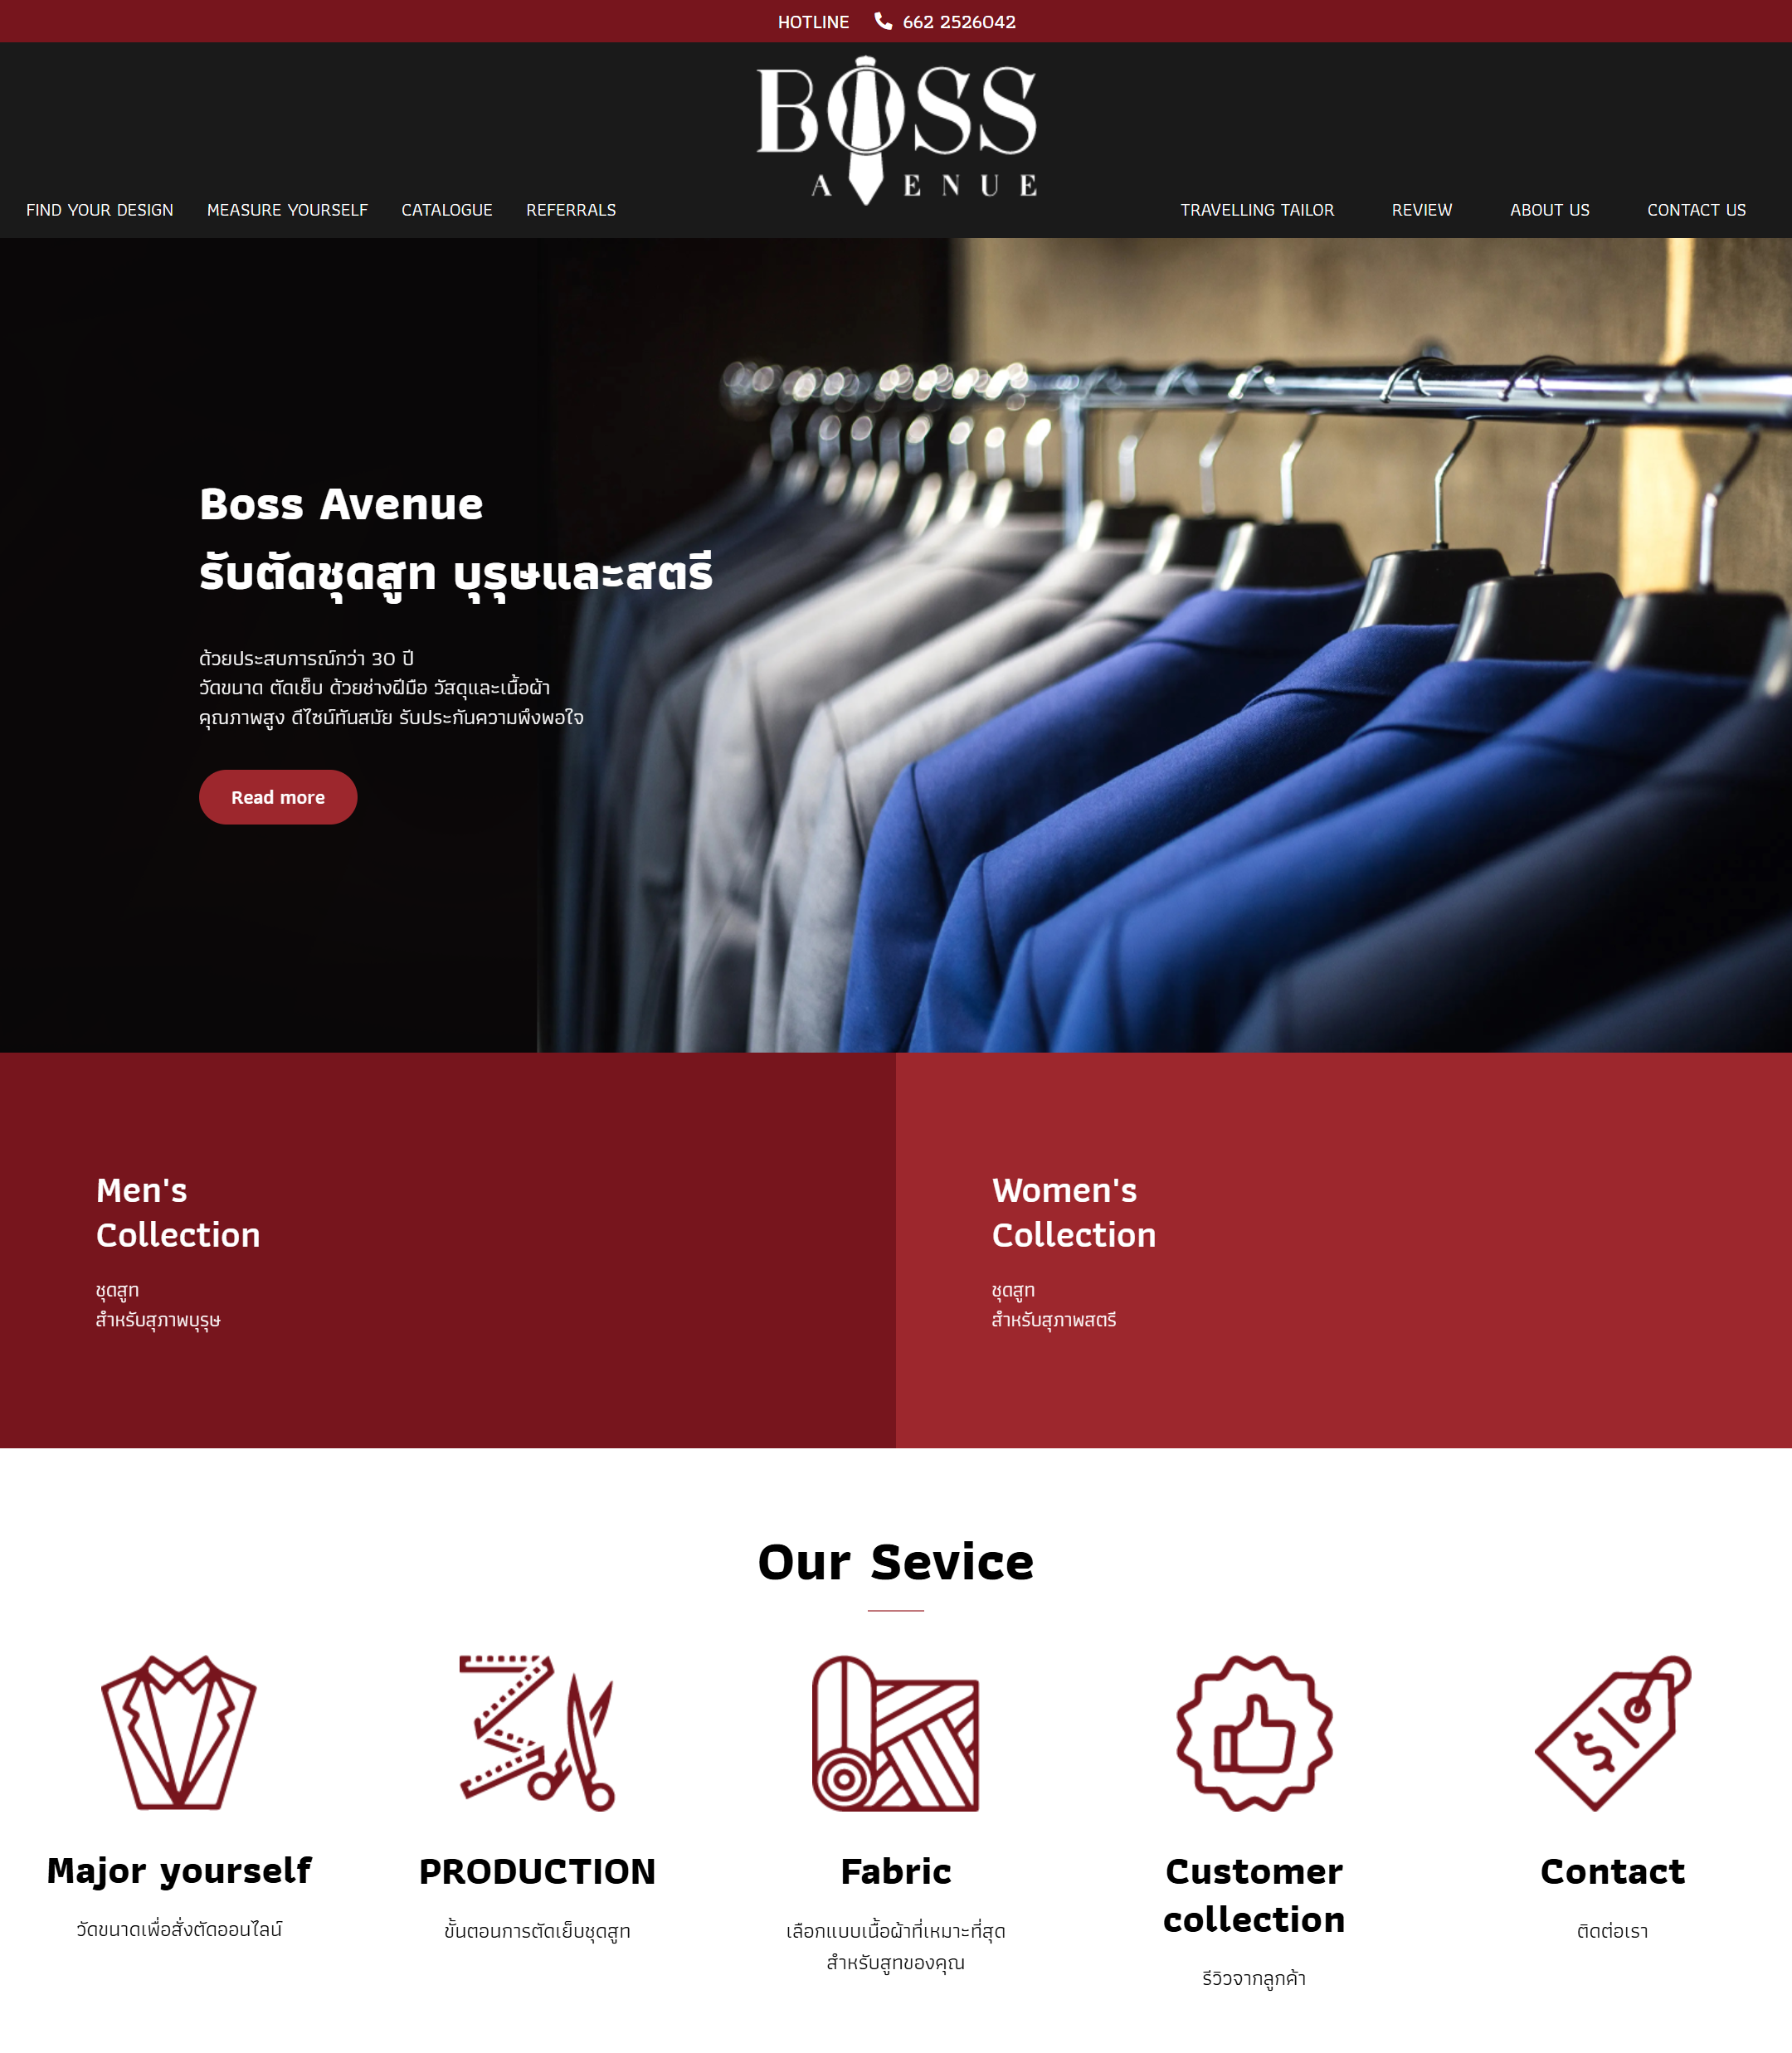 HOTLINE 662 2526042
BOSS
AVENUE
FIND YOUR DESIGN MEASURE YOURSELF CATALOGUE REFERRALS
TRAVELLING TAILOR REVIEW ABOUT US CONTACT US
Boss Avenue
รับตัดชุดสูท บุรุษและสตรี
ด้วยประสบการณ์กว่า 30 ปี
วัดขนาด ตัดเย็บ ด้วยช่างฝีมือ วัสดุและเนื้อผ้า
คุณภาพสูง ดีไซน์ทันสมัย รับประกันความพึงพอใจ
Read more
Men's
Collection
ชุดสูท
สำหรับสุภาพบุรุษ
Women's
Collection
ชุดสูท
สำหรับสุภาพสตรี
Our Sevice
Major yourself
วัดขนาดเพื่อสั่งตัดออนไลน์
PRODUCTION
ขั้นตอนการตัดเย็บชุดสูท
Fabric
เลือกแบบเนื้อผ้าที่เหมาะที่สุด
สำหรับสูทของคุณ
Customer
collection
รีวิวจากลูกค้า
Contact
ติดต่อเรา